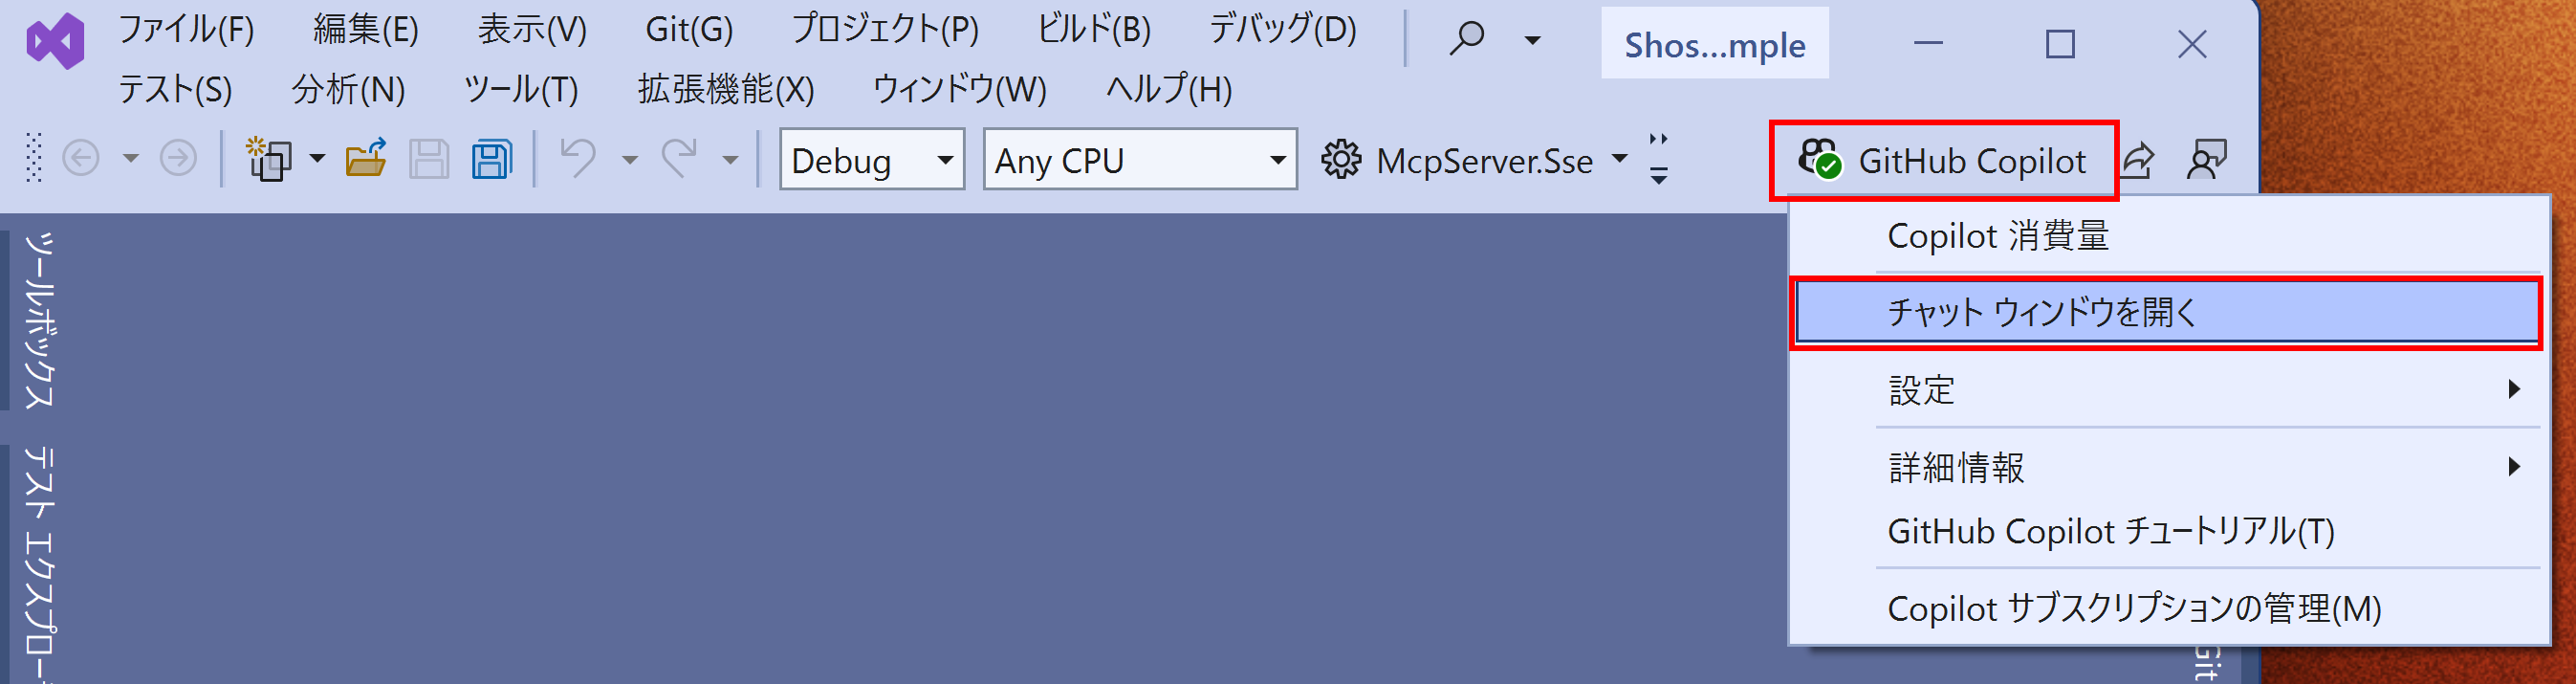 ファイル(F) 編集(E) 表示(V) Git(G) プロジェクト(P) ビルド(B) デバッグ(D) Shos...mple
テスト(S) 分析(N) ツール(T) 拡張機能(X) ウィンドウ(W) ヘルプ(H)
Debug Any CPU McpServer.Sse GitHub Copilot
Copilot 消費量
チャット ウィンドウを開く
設定
詳細情報
GitHub Copilot チュートリアル(T)
Copilot サブスクリプションの管理(M)
ツールボックス
テスト エクスプロー
Git